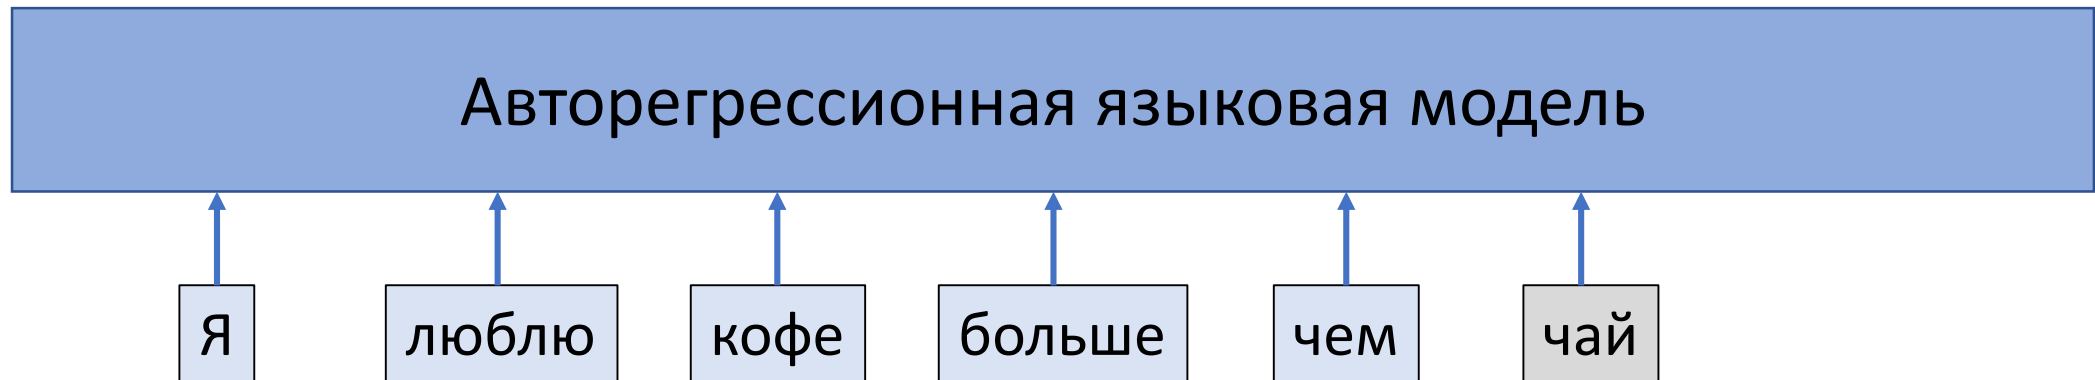 Авторегрессионная языковая модель
Я люблю кофе больше чем чай